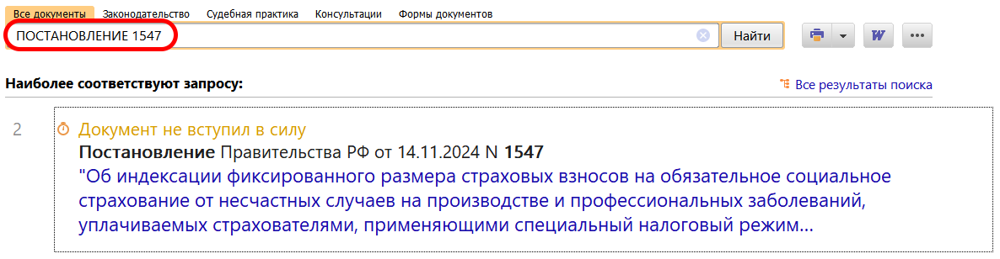 Все документы Законодательство Судебная практика Консультации Формы документов
ПОСТАНОВЛЕНИЕ 1547 Найти W
Наиболее соответствуют запросу: Все результаты поиска
2 Документ не вступил в силу
Постановление Правительства РФ от 14.11.2024 N 1547
"Об индексации фиксированного размера страховых взносов на обязательное социальное
страхование от несчастных случаев на производстве и профессиональных заболеваний,
уплачиваемых страхователями, применяющими специальный налоговый режим...